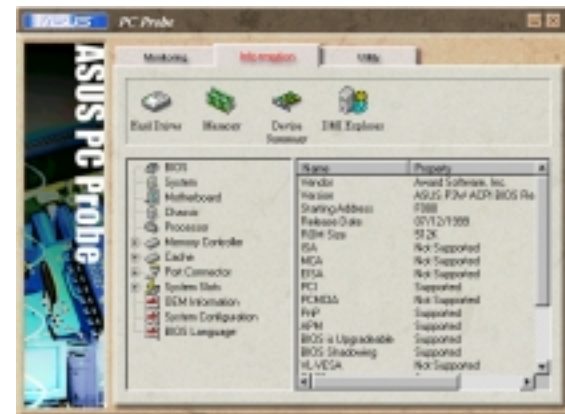 ASUS PC Probe
ASUS PC Probe
Monitoring
Information
Utility
Hard Drives
Memory
Device Summary
DMI Explorer
BIOS
System
Motherboard
Chassis
Processor
Memory Controller
Cache
Port Connector
System Slots
OEM Information
System Configuration
BIOS Language
Name Property
Vendor Award Software, Inc.
Version ASUS P3W ACPI BIOS Re
Starting Address F000
Release Date 07/12/1999
ROM Size 512K
ISA Not Supported
MCA Not Supported
EISA Not Supported
PCI Supported
PCMCIA Not Supported
PnP Supported
APM Supported
BIOS is Upgradeable Supported
BIOS Shadowing Supported
VL-VESA Not Supported